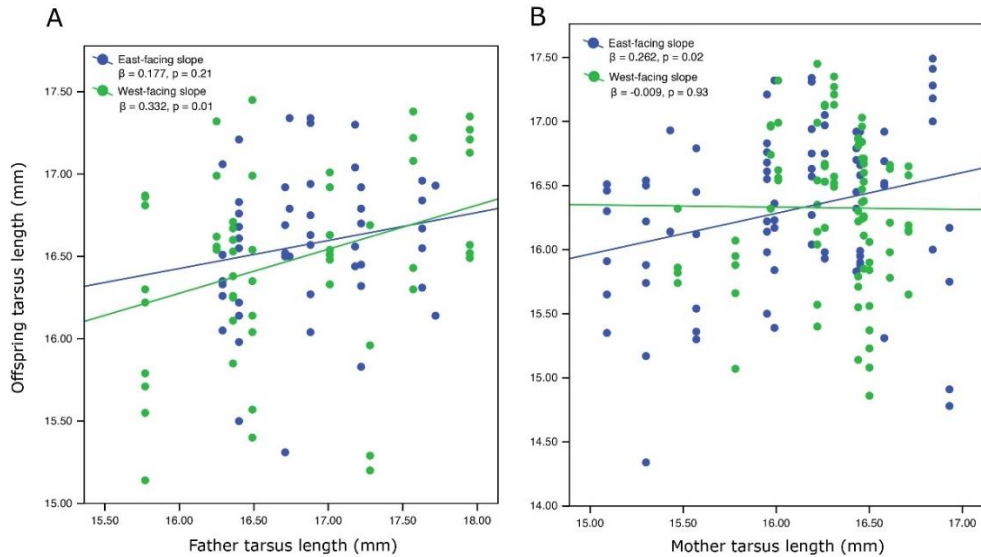 A
East-facing slope
β = 0.177, p = 0.21
West-facing slope
β = 0.332, p = 0.01
17.50
17.00
16.50
16.00
15.50
15.00
15.50 16.00 16.50 17.00 17.50 18.00
Father tarsus length (mm)
Offspring tarsus length (mm)
B
East-facing slope
β = 0.262, p = 0.02
West-facing slope
β = -0.009, p = 0.93
17.50
17.00
16.50
16.00
15.50
15.00
14.50
14.00
15.00 15.50 16.00 16.50 17.00
Mother tarsus length (mm)